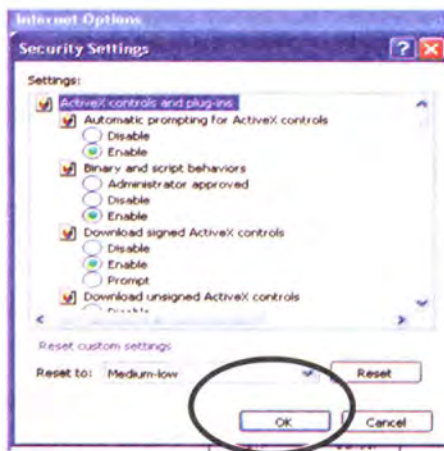 Internet Options
Security Settings
Settings:
ActiveX controls and plug-ins
Automatic prompting for ActiveX controls
Disable
Enable
Binary and script behaviors
Administrator approved
Disable
Enable
Download signed ActiveX controls
Disable
Enable
Prompt
Download unsigned ActiveX controls
Reset custom settings
Reset to: Medium-low Reset
OK Cancel